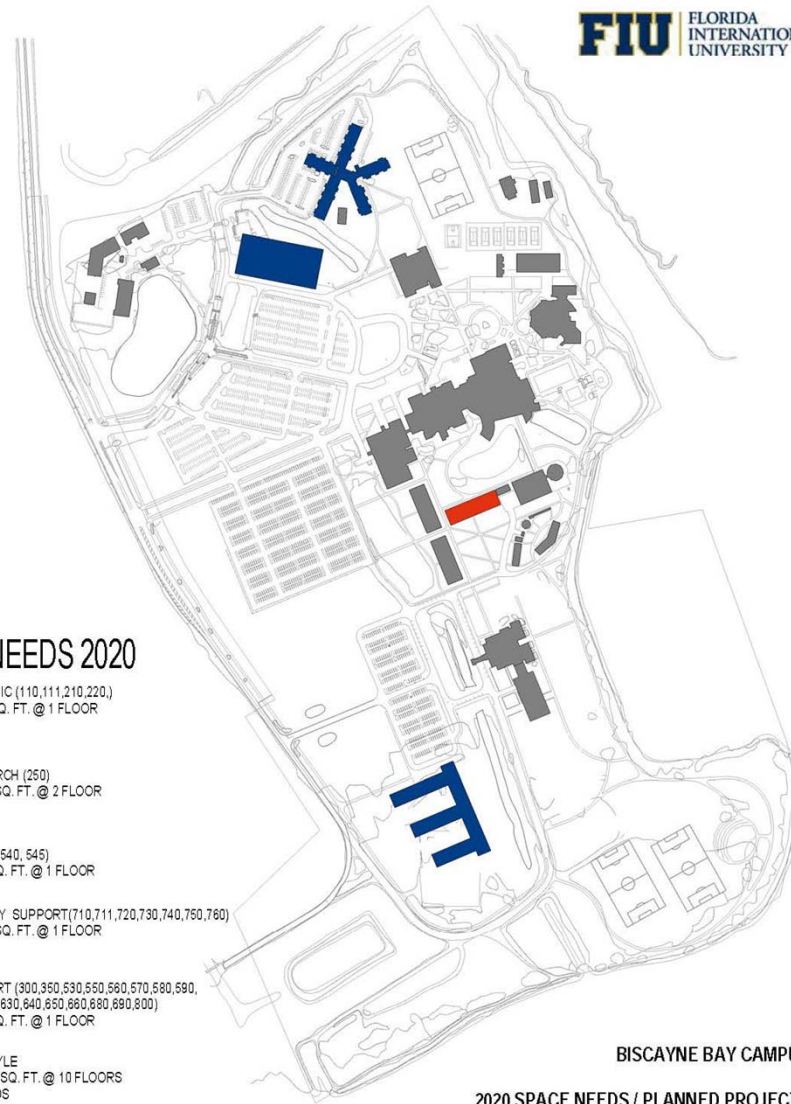 FIU
FLORIDA
INTERNATION
UNIVERSITY
NEEDS 2020
IC (110,111,210,220,)
Q. FT. @ 1 FLOOR
RCH (250)
SQ. FT. @ 2 FLOOR
540, 545)
Q. FT. @ 1 FLOOR
Y SUPPORT(710,711,720,730,740,750,760)
SQ. FT. @ 1 FLOOR
RT (300,350,530,550,560,570,580,590,
630,640,650,660,680,690,800)
Q. FT. @ 1 FLOOR
YLE
SQ. FT. @ 10 FLOORS
DS
BISCAYNE BAY CAMPU
2020 SPACE NEEDS / PLANNED PROJECT